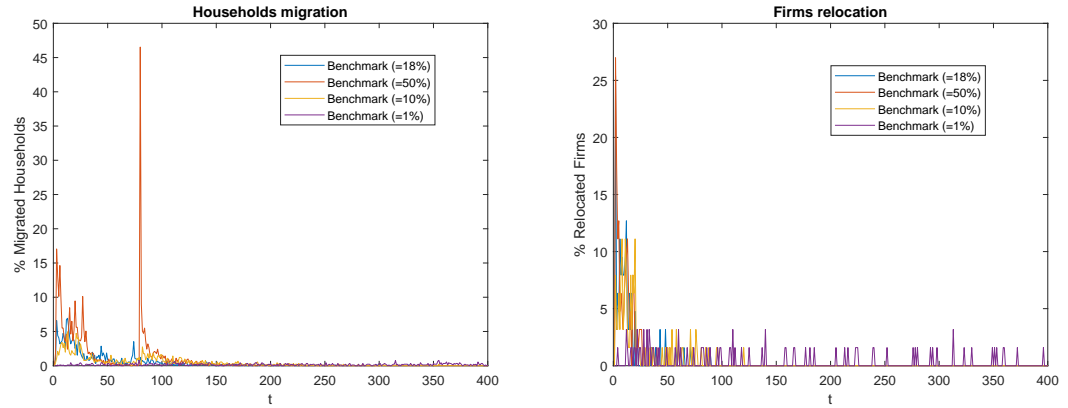 Households migration
50
45
40
35
30
25
20
15
10
5
0
% Migrated Households
Benchmark (=18%)
Benchmark (=50%)
Benchmark (=10%)
Benchmark (=1%)
0 50 100 150 200 250 300 350 400
t
Firms relocation
30
25
20
15
10
5
0
% Relocated Firms
Benchmark (=18%)
Benchmark (=50%)
Benchmark (=10%)
Benchmark (=1%)
0 50 100 150 200 250 300 350 400
t